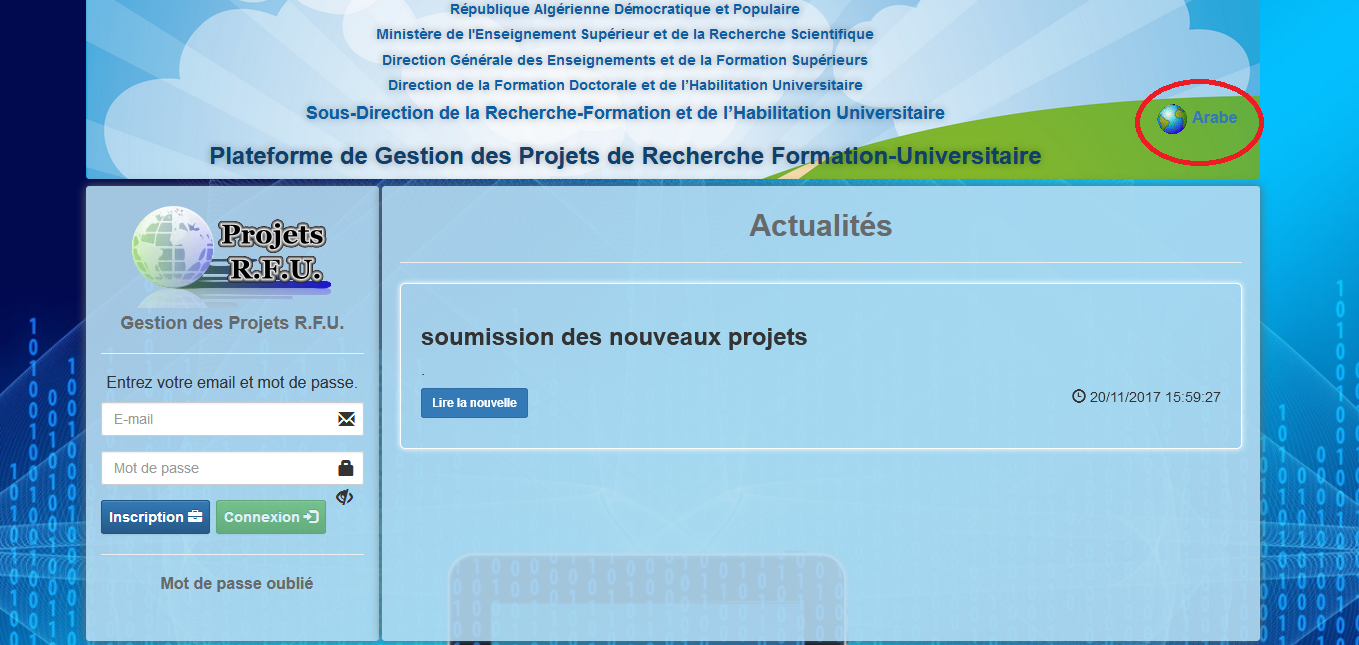 République Algérienne Démocratique et Populaire
Ministère de l'Enseignement Supérieur et de la Recherche Scientifique
Direction Générale des Enseignements et de la Formation Supérieurs
Direction de la Formation Doctorale et de l’Habilitation Universitaire
Sous-Direction de la Recherche-Formation et de l’Habilitation Universitaire
Arabe
Plateforme de Gestion des Projets de Recherche Formation-Universitaire
Projets
R.F.U.
Gestion des Projets R.F.U.
Entrez votre email et mot de passe.
E-mail
Mot de passe
Inscription
Connexion
Mot de passe oublié
Actualités
soumission des nouveaux projets
.
Lire la nouvelle
20/11/2017 15:59:27